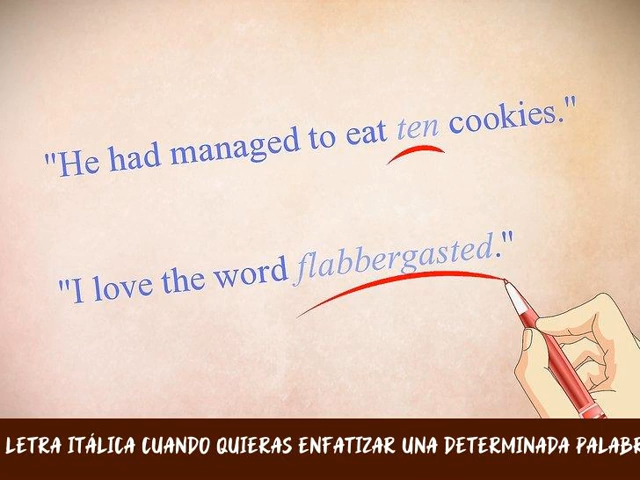 "He had managed to eat ten cookies."
"I love the word flabbergasted."
LETRA ITÁLICA CUANDO QUIERAS ENFATIZAR UNA DETERMINADA